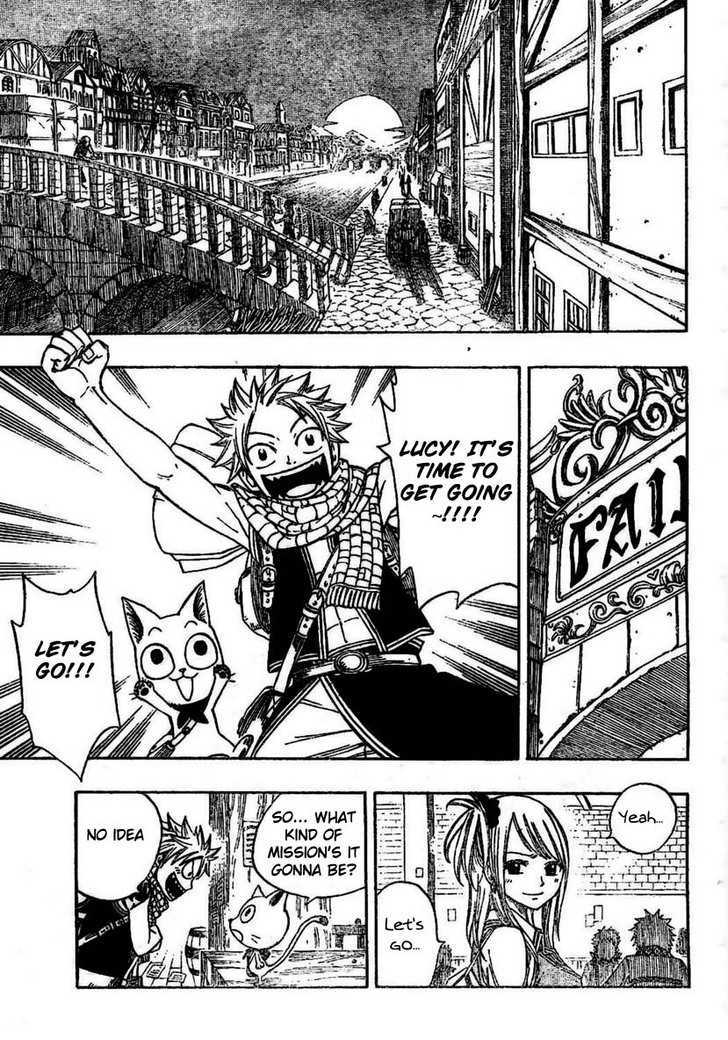 FAI
LUCY! IT'S
TIME TO
GET GOING
~!!!!
LET'S
GO!!!
Yeah...
Let's
GO...
SO... WHAT
KIND OF
MISSION'S IT
GONNA BE?
NO IDEA